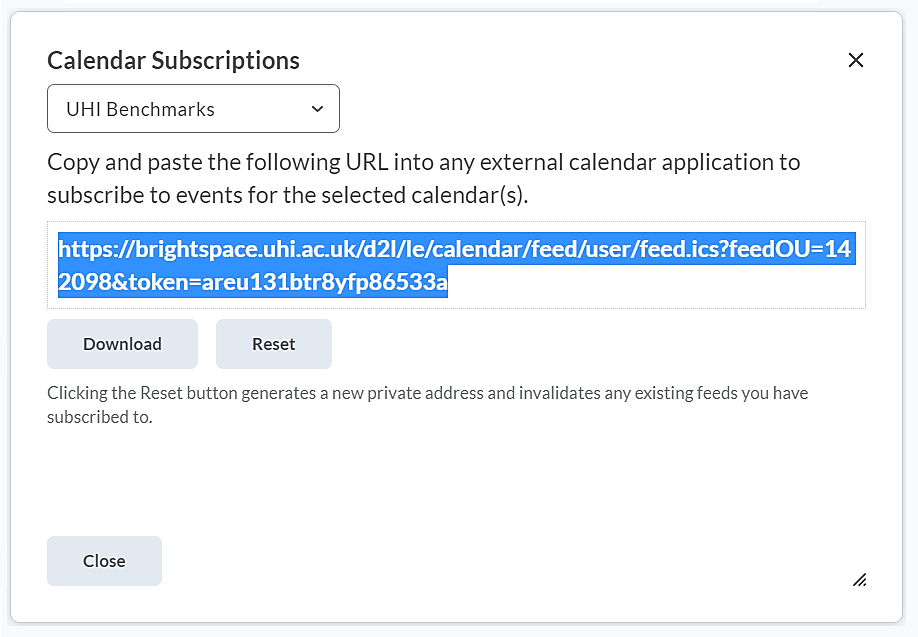 Calendar Subscriptions
UHI Benchmarks
Copy and paste the following URL into any external calendar application to
subscribe to events for the selected calendar(s).
https://brightspace.uhi.ac.uk/d2l/le/calendar/feed/user/feed.ics?feedOU=14
2098&token=areu131btr8yfp86533a
Download
Reset
Clicking the Reset button generates a new private address and invalidates any existing feeds you have
subscribed to.
Close